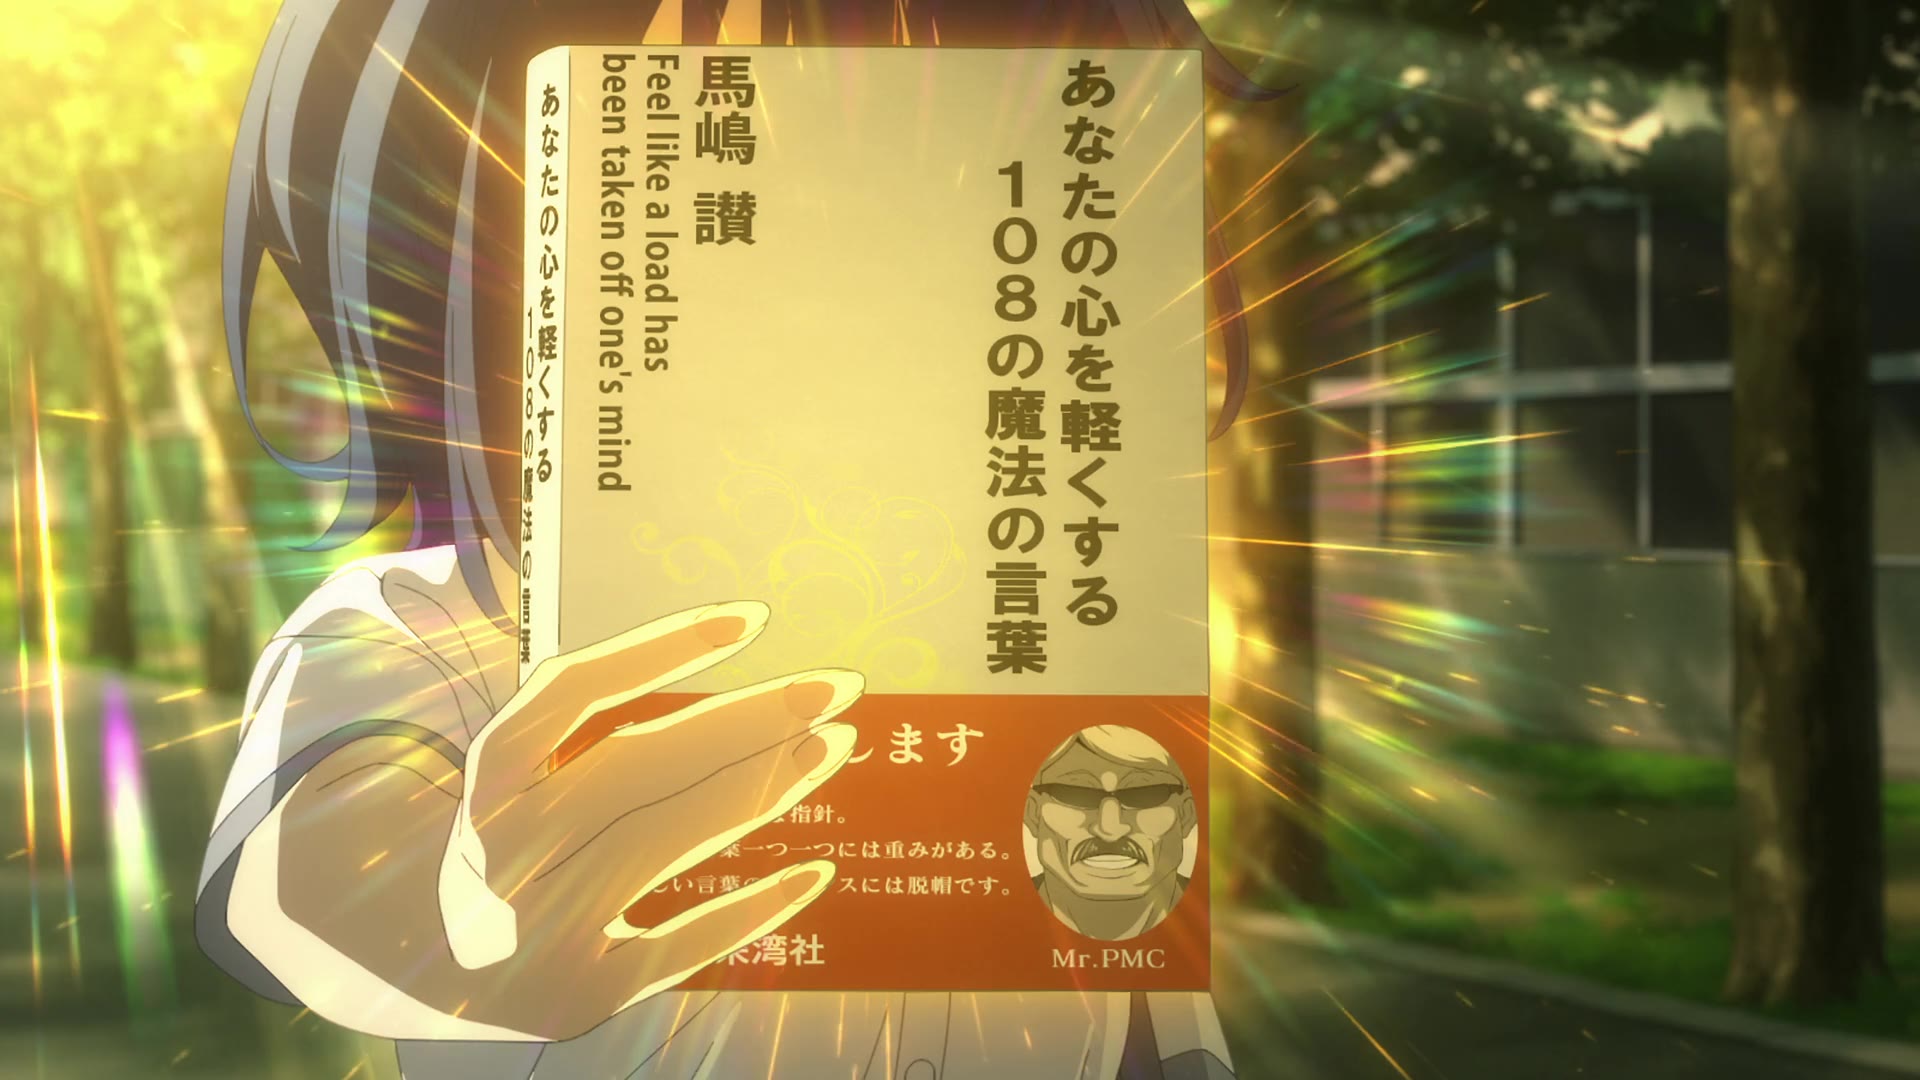 あなたの心を軽くする
108の魔法の言葉
馬嶋 讃
Feel like a load has
been taken off one's mind
あなたの心を軽くする
108の魔法の言葉
します
指針。
葉一つ一つには重みがある。
しい言葉の
スには脱帽です。
湾社
Mr.PMC